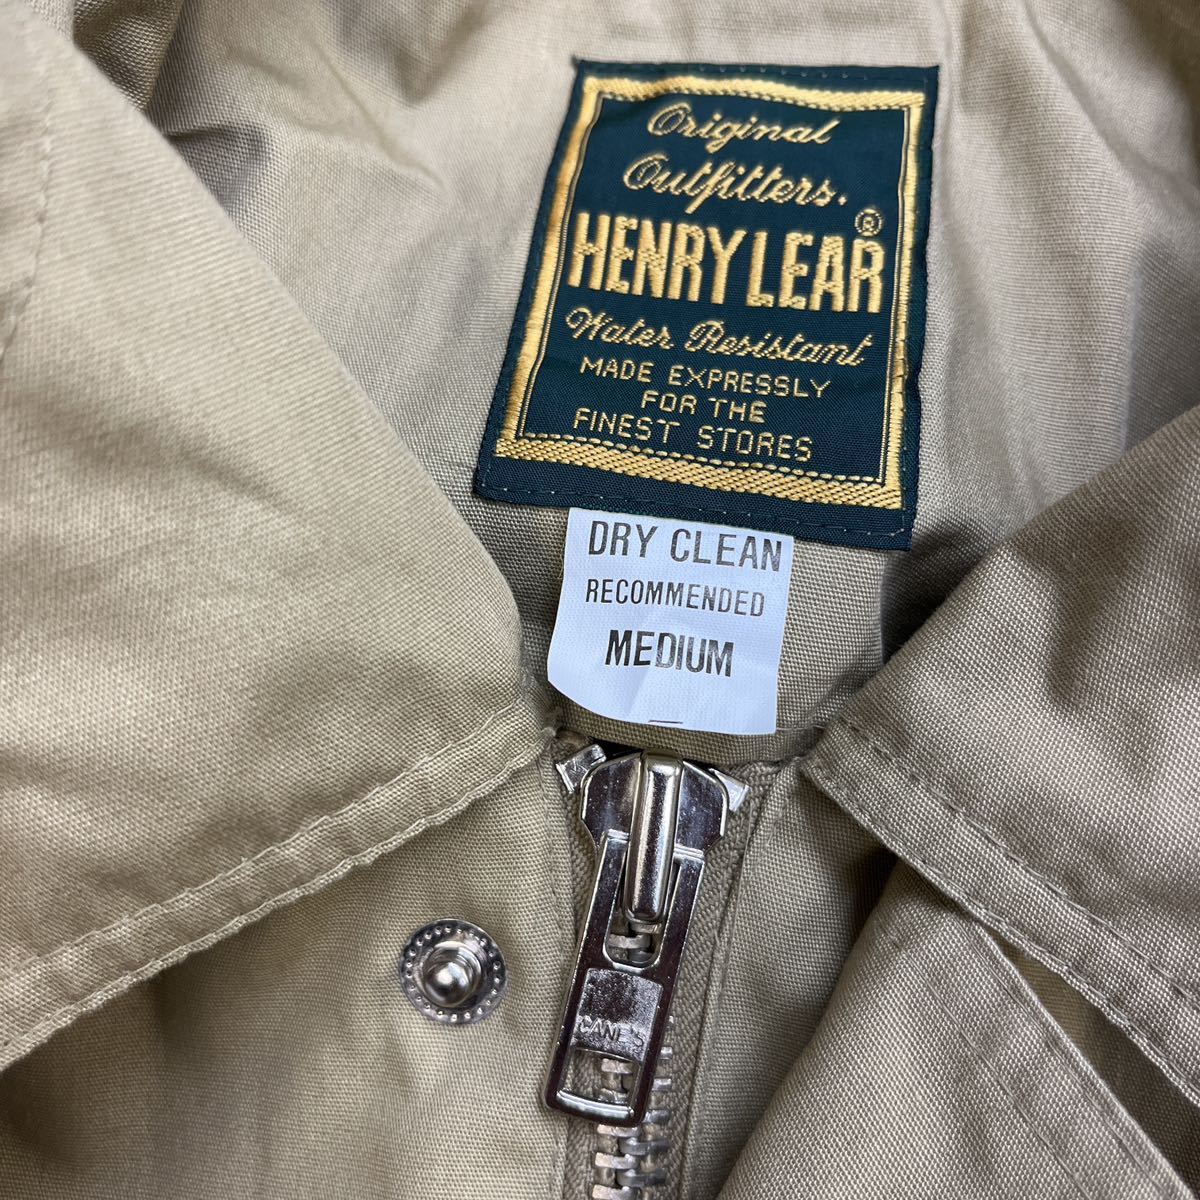 Original
Outfitters.
HENRY LEAR ®
Water Resistant
MADE EXPRESSLY
FOR THE
FINEST STORES
DRY CLEAN
RECOMMENDED
MEDIUM